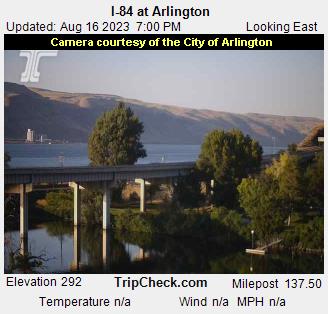 I-84 at Arlington
Updated: Aug 16 2023 7:00 PM Looking East
Camera courtesy of the City of Arlington
Elevation 292 TripCheck.com Milepost 137.50
Temperature n/a Wind n/a MPH n/a